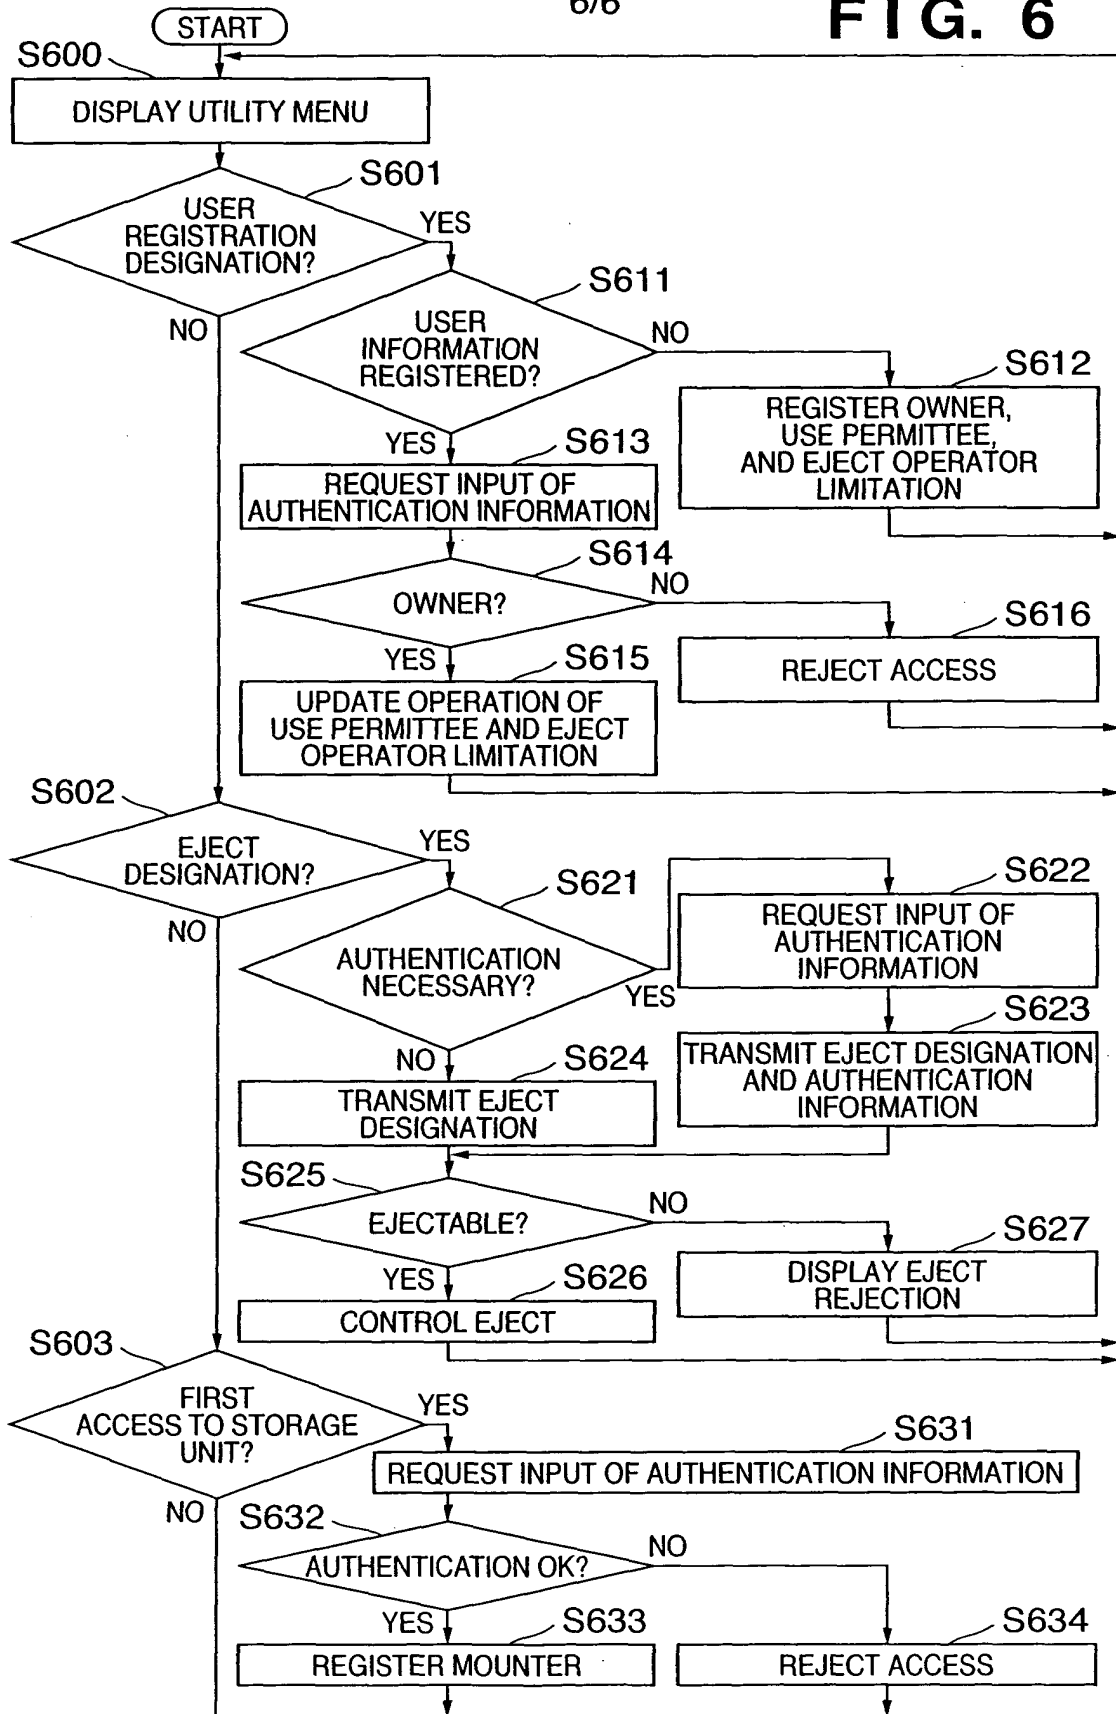 6/6
FIG. 6
START
S600
DISPLAY UTILITY MENU
S601
USER
REGISTRATION
DESIGNATION?
YES
NO
S611
USER
INFORMATION
REGISTERED?
NO
YES
S612
REGISTER OWNER,
USE PERMITTEE,
AND EJECT OPERATOR
LIMITATION
S613
REQUEST INPUT OF
AUTHENTICATION INFORMATION
S614
OWNER?
NO
YES
S616
REJECT ACCESS
S615
UPDATE OPERATION OF
USE PERMITTEE AND EJECT
OPERATOR LIMITATION
S602
EJECT
DESIGNATION?
YES
NO
S621
AUTHENTICATION
NECESSARY?
YES
NO
S622
REQUEST INPUT OF
AUTHENTICATION
INFORMATION
S623
TRANSMIT EJECT DESIGNATION
AND AUTHENTICATION
INFORMATION
S624
TRANSMIT EJECT
DESIGNATION
S625
EJECTABLE?
NO
YES
S627
DISPLAY EJECT
REJECTION
S626
CONTROL EJECT
S603
FIRST
ACCESS TO STORAGE
UNIT?
YES
NO
S631
REQUEST INPUT OF AUTHENTICATION INFORMATION
S632
AUTHENTICATION OK?
NO
YES
S633
REGISTER MOUNTER
S634
REJECT ACCESS